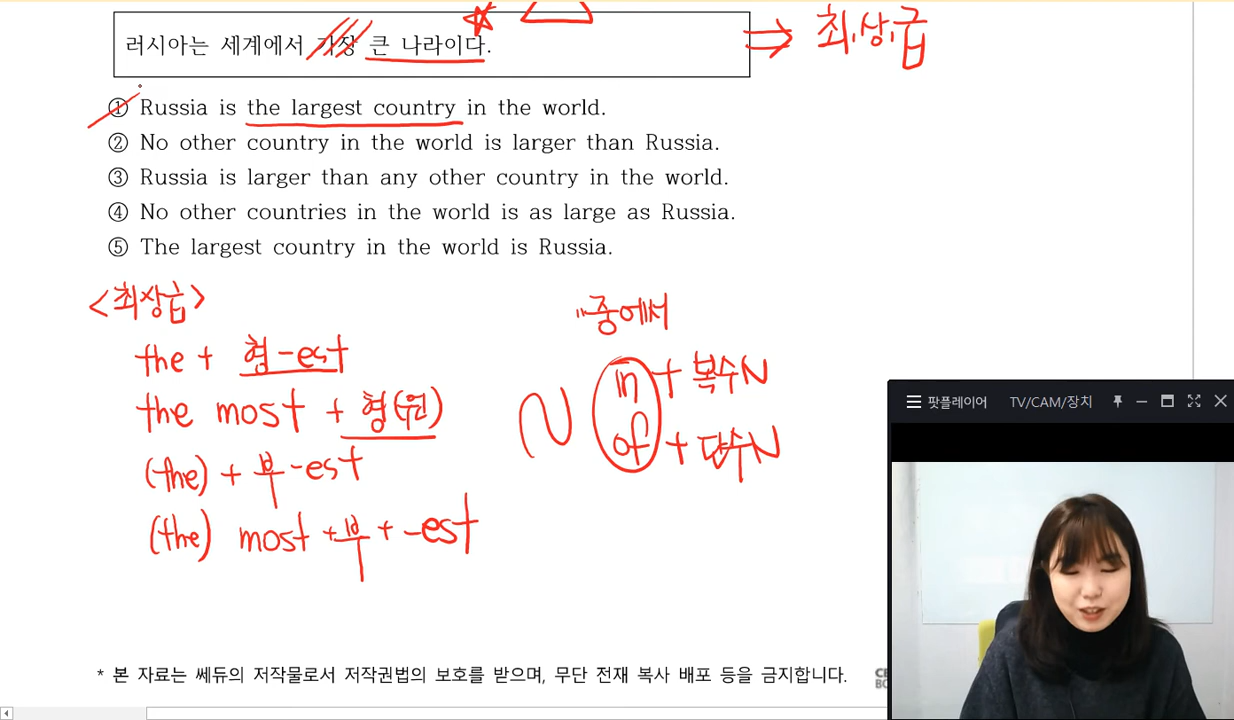 러시아는 세계에서 가장 큰 나라이다.
⇒ 최상급
① Russia is the largest country in the world.
② No other country in the world is larger than Russia.
③ Russia is larger than any other country in the world.
④ No other countries in the world is as large as Russia.
⑤ The largest country in the world is Russia.
<최상급>
the + 형 -est
the most + 형(원)
(the) + 부 -est
(the) most + 부 + -est
"중에서
N
in + 복수N
of + 단수N
팟플레이어 TV/CAM/장치
* 본 자료는 쎄듀의 저작물로서 저작권법의 보호를 받으며, 무단 전재 복사 배포 등을 금지합니다.